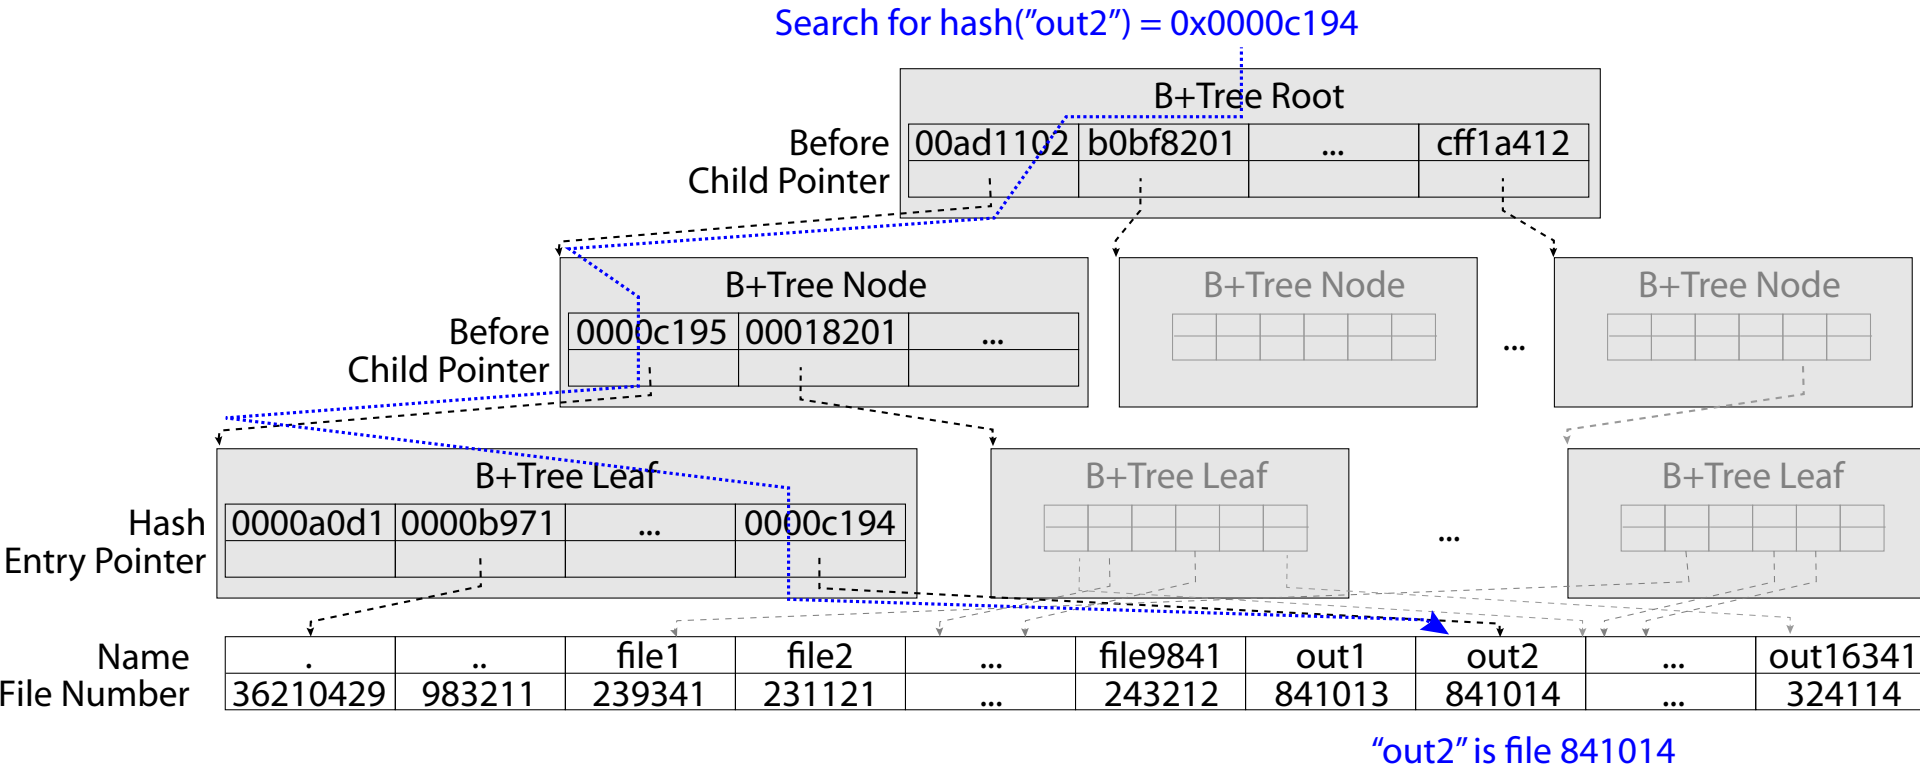 Search for hash("out2") = 0x0000c194
B+Tree Root
Before 00ad1102 b0bf8201 ... cff1a412
Child Pointer
B+Tree Node B+Tree Node B+Tree Node
Before 0000c195 00018201 ... ...
Child Pointer
B+Tree Leaf B+Tree Leaf B+Tree Leaf
Hash 0000a0d1 0000b971 ... 0000c194 ...
Entry Pointer
Name . .. file1 file2 ... file9841 out1 out2 ... out16341
File Number 36210429 983211 239341 231121 ... 243212 841013 841014 ... 324114
“out2” is file 841014